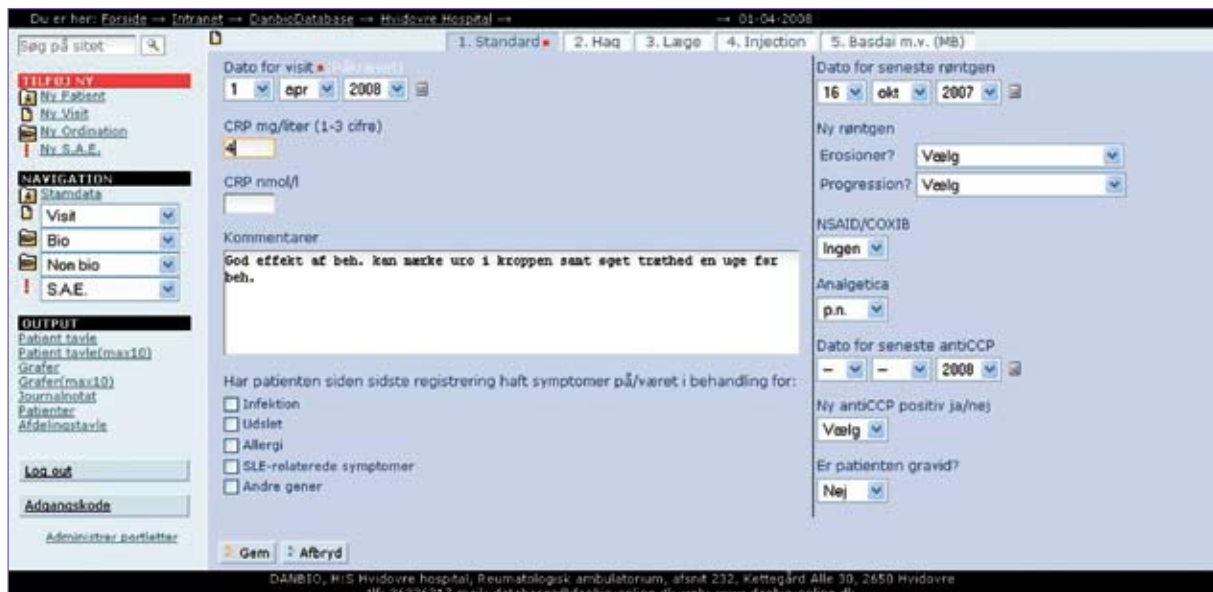 Du er her: Forside → Intranet → DanbioDatabase → Hvidovre Hospital → → 01-04-2008
Søg på sitet
1. Standard 2. Haq 3. Læge 4. Injection 5. Basdai m.v. (MB)
TILFØJ NY
Ny Patient
Ny Visit
Ny Ordination
Ny S.A.E.
NAVIGATION
Stamdata
Visit
Bio
Non bio
S.A.E.
OUTPUT
Patient tavle
Patient tavle(max10)
Grafer
Grafer(max10)
Journalnotat
Patienter
Afdelingstavle
Log out
Adgangskode
Administrer portletter
Dato for visit (Påkrævet)
1 apr 2008
CRP mg/liter (1-3 cifre)
4
CRP nmol/l
Kommentarer
God effekt af beh. kan mærke uro i kroppen samt øget træthed en uge før
beh.
Har patienten siden sidste registrering haft symptomer på/været i behandling for:
Infektion
Udslet
Allergi
SLE-relaterede symptomer
Andre gener
Gem Afbryd
Dato for seneste røntgen
16 okt 2007
Ny røntgen
Erosioner? Vælg
Progression? Vælg
NSAID/COXIB
Ingen
Analgetica
p.n.
Dato for seneste antiCCP
– – 2008
Ny antiCCP positiv ja/nej
Vælg
Er patienten gravid?
Nej
DANBIO, H:S Hvidovre hospital, Reumatologisk ambulatorium, afsnit 232, Kettegård Alle 30, 2650 Hvidovre